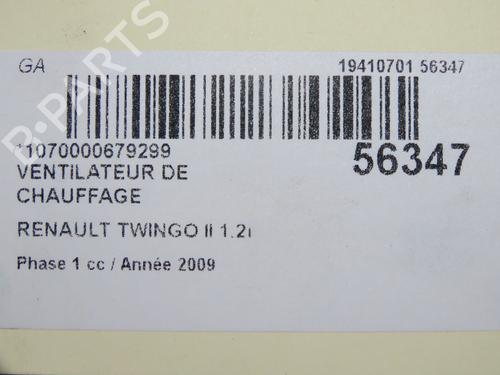 GA
19410701 56347
11070000679299
56347
VENTILATEUR DE
CHAUFFAGE
RENAULT TWINGO II 1.2i
Phase 1 cc / Année 2009
B-PARTS